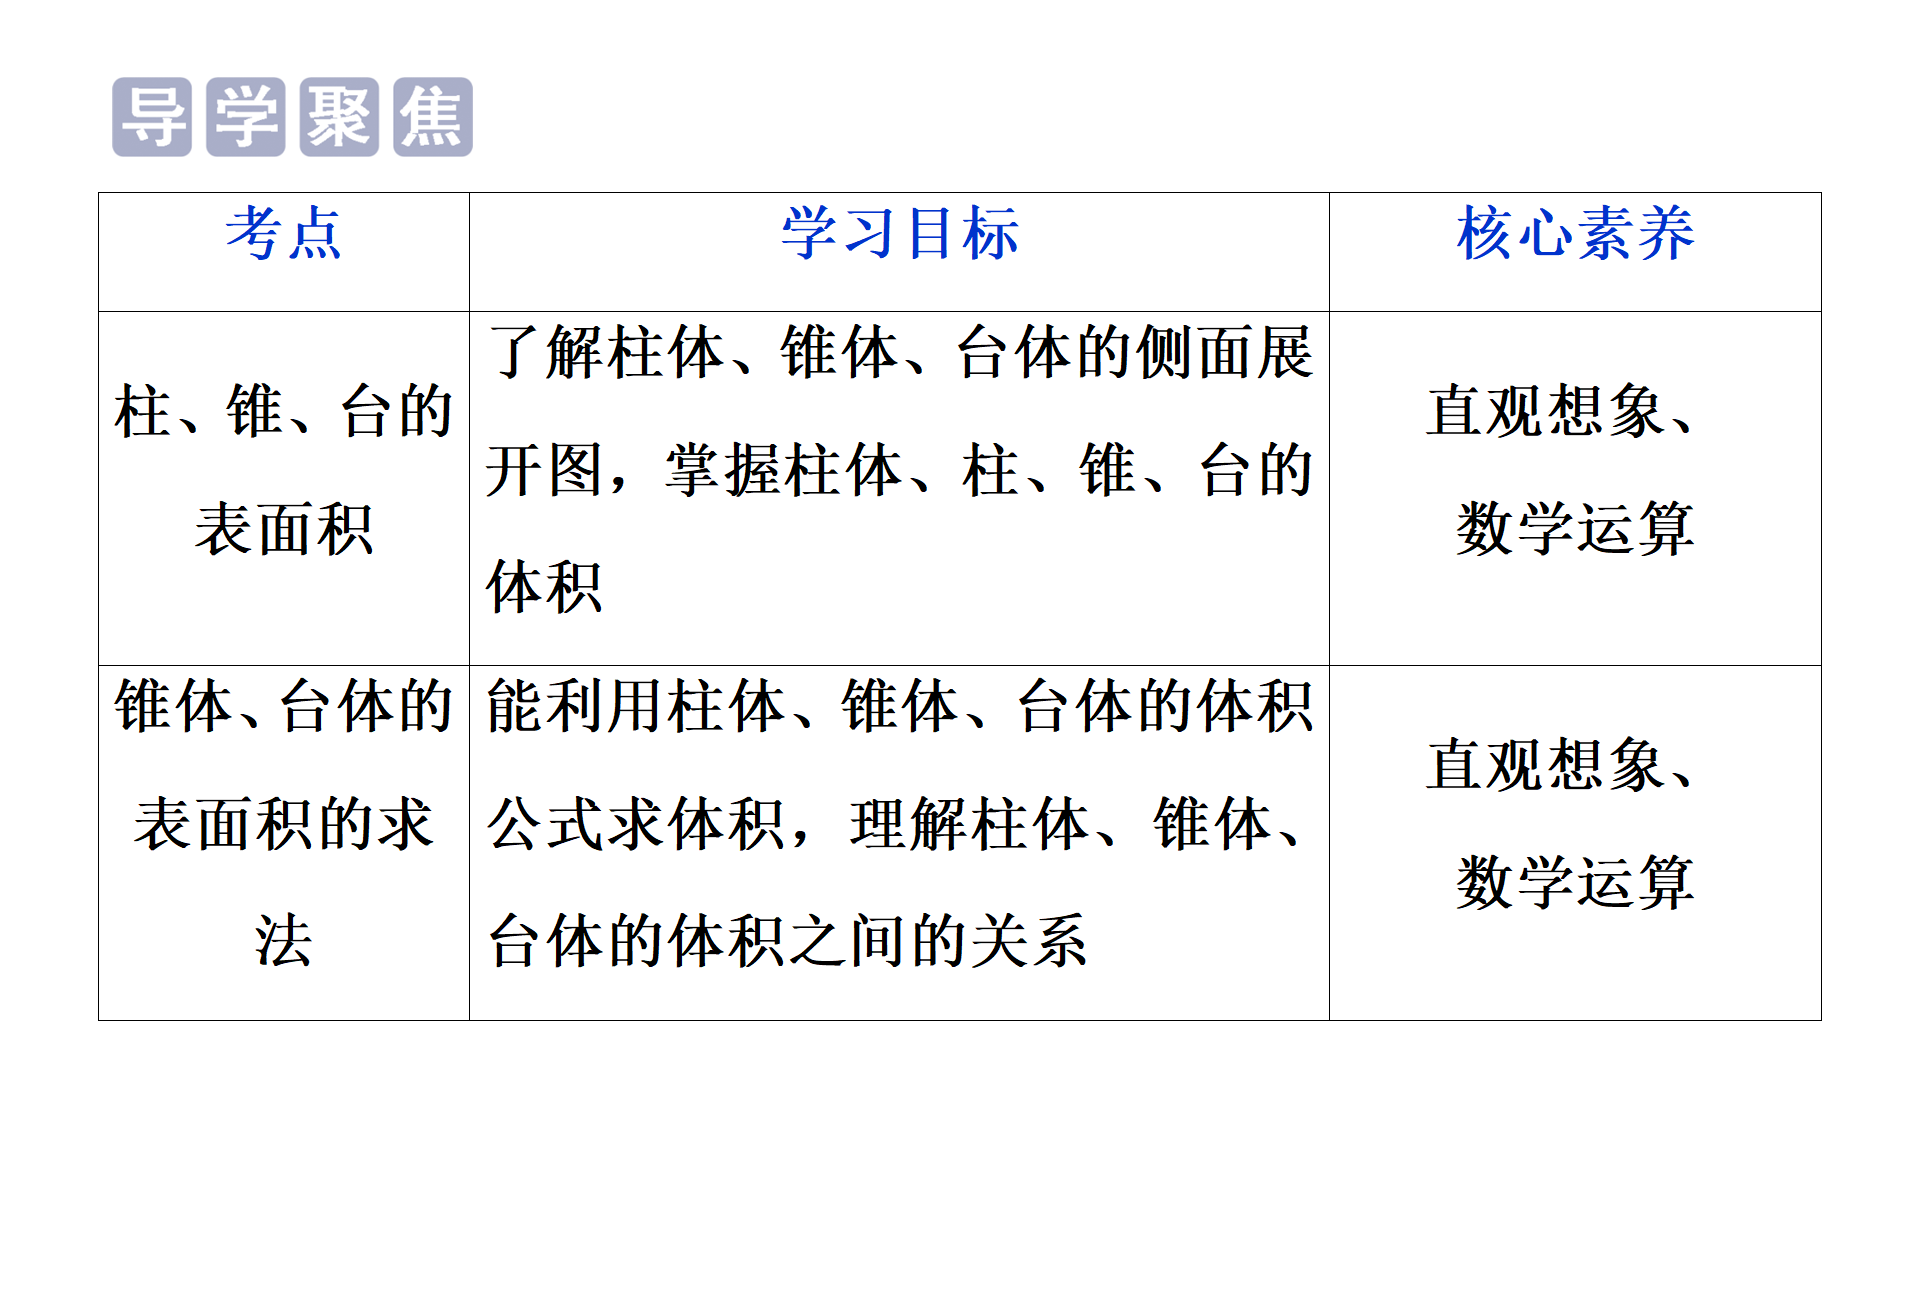 导学聚焦
考点
学习目标
核心素养
柱、锥、台的
表面积
了解柱体、锥体、台体的侧面展
开图，掌握柱体、柱、锥、台的
体积
直观想象、
数学运算
锥体、台体的
表面积的求
法
能利用柱体、锥体、台体的体积
公式求体积，理解柱体、锥体、
台体的体积之间的关系
直观想象、
数学运算